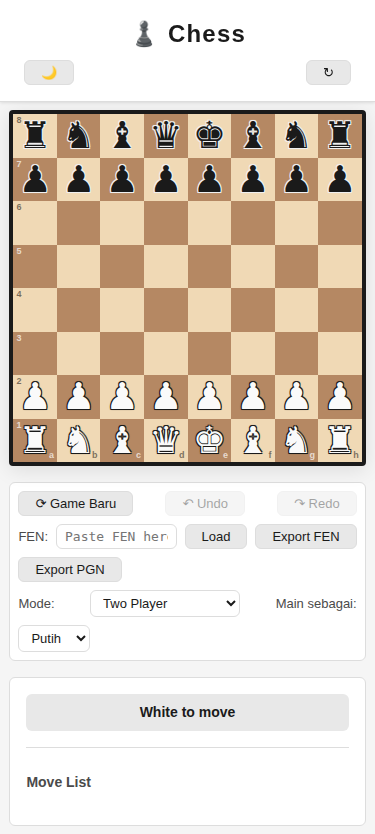 Chess
8
7
6
5
4
3
2
1 a b c d e f g h
Game Baru Undo Redo
FEN: Paste FEN her Load Export FEN
Export PGN
Mode: Two Player Main sebagai:
Putih
White to move
Move List